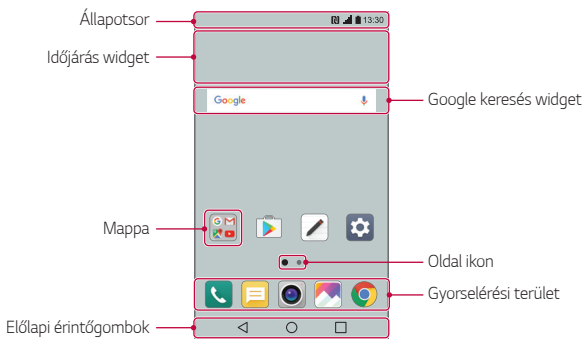 Állapotsor
13:30
Időjárás widget
Google
Google keresés widget
Mappa
Oldal ikon
Gyorselérési terület
Előlapi érintőgombok